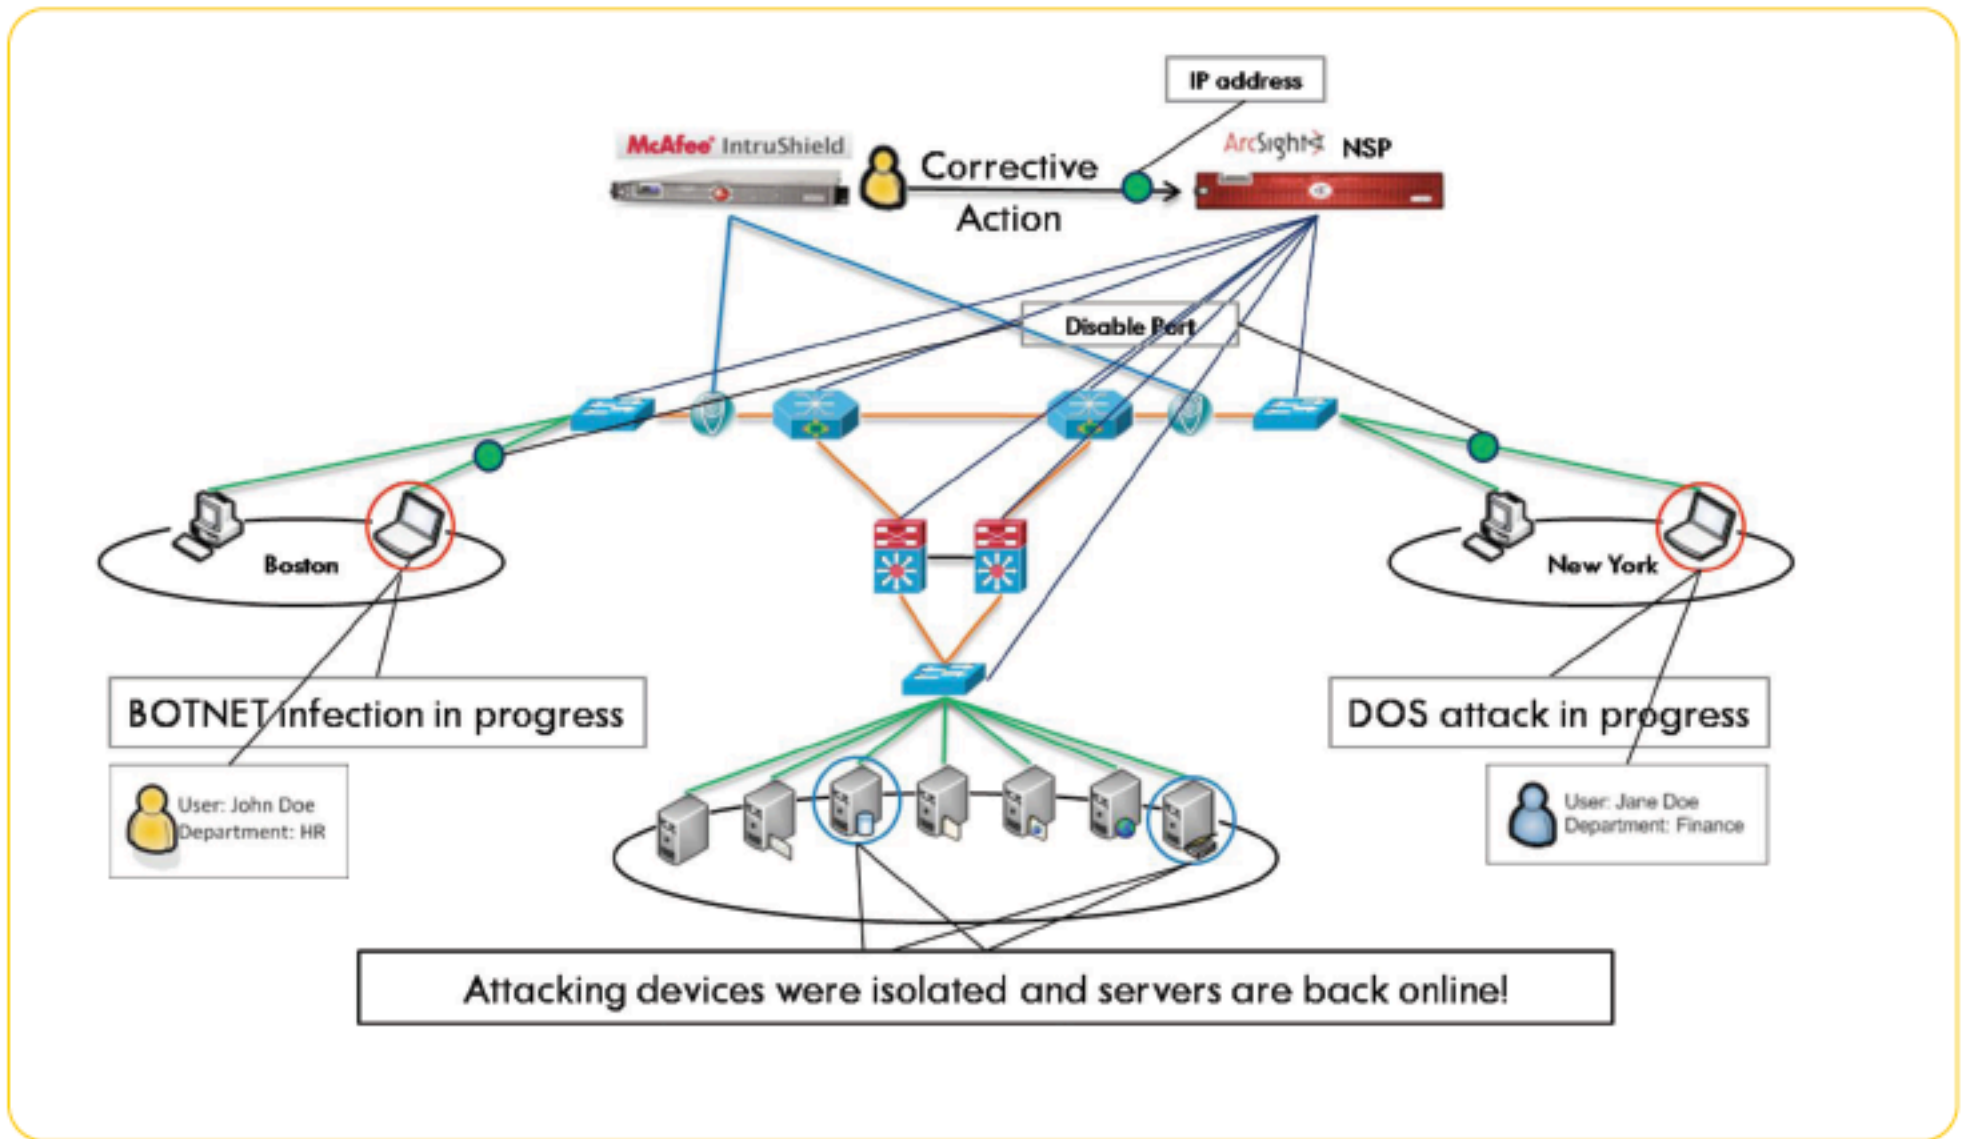 IP address
McAfee® IntruShield
ArcSight NSP
Corrective
Action
Disable Port
Boston
New York
BOTNET infection in progress
DOS attack in progress
User: John Doe
Department: HR
User: Jane Doe
Department: Finance
Attacking devices were isolated and servers are back online!